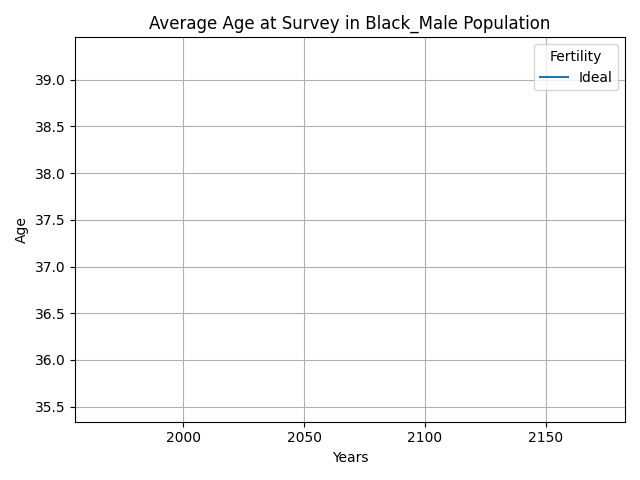 Average Age at Survey in Black_Male Population
Fertility
Ideal
39.0
38.5
38.0
37.5
37.0
36.5
36.0
35.5
Age
2000 2050 2100 2150
Years